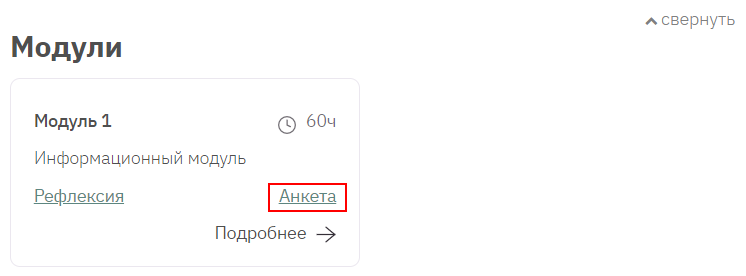 свернуть
Модули
Модуль 1 60ч
Информационный модуль
Рефлексия Анкета
Подробнее